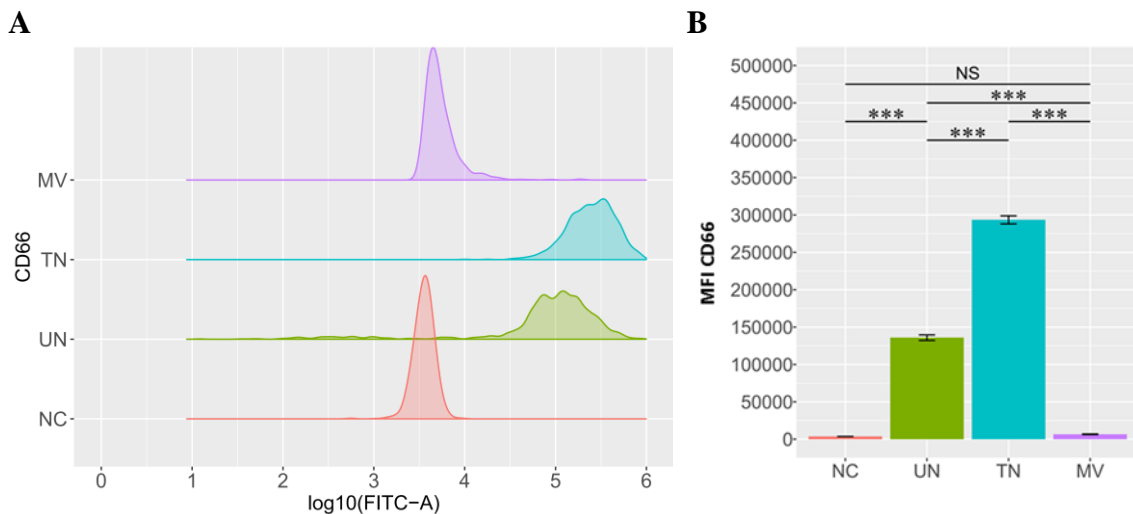 A
B
MV
TN
UN
NC
CD66
0 1 2 3 4 5 6
log10(FITC−A)
500000
450000
400000
350000
300000
250000
200000
150000
100000
50000
0
MFI CD66
NS
***
*** ***
***
NC UN TN MV